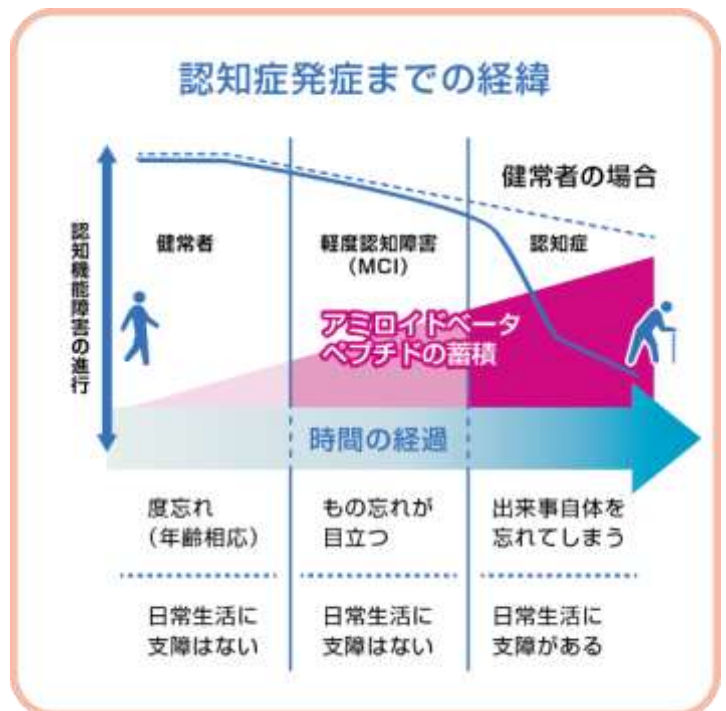 認知症発症までの経緯
認知機能障害の進行
健常者の場合
健常者
軽度認知障害
(MCI)
認知症
アミロイドベータ
ペプチドの蓄積
時間の経過
度忘れ
(年齢相応)
もの忘れが
目立つ
出来事自体を
忘れてしまう
日常生活に
支障はない
日常生活に
支障はない
日常生活に
支障がある